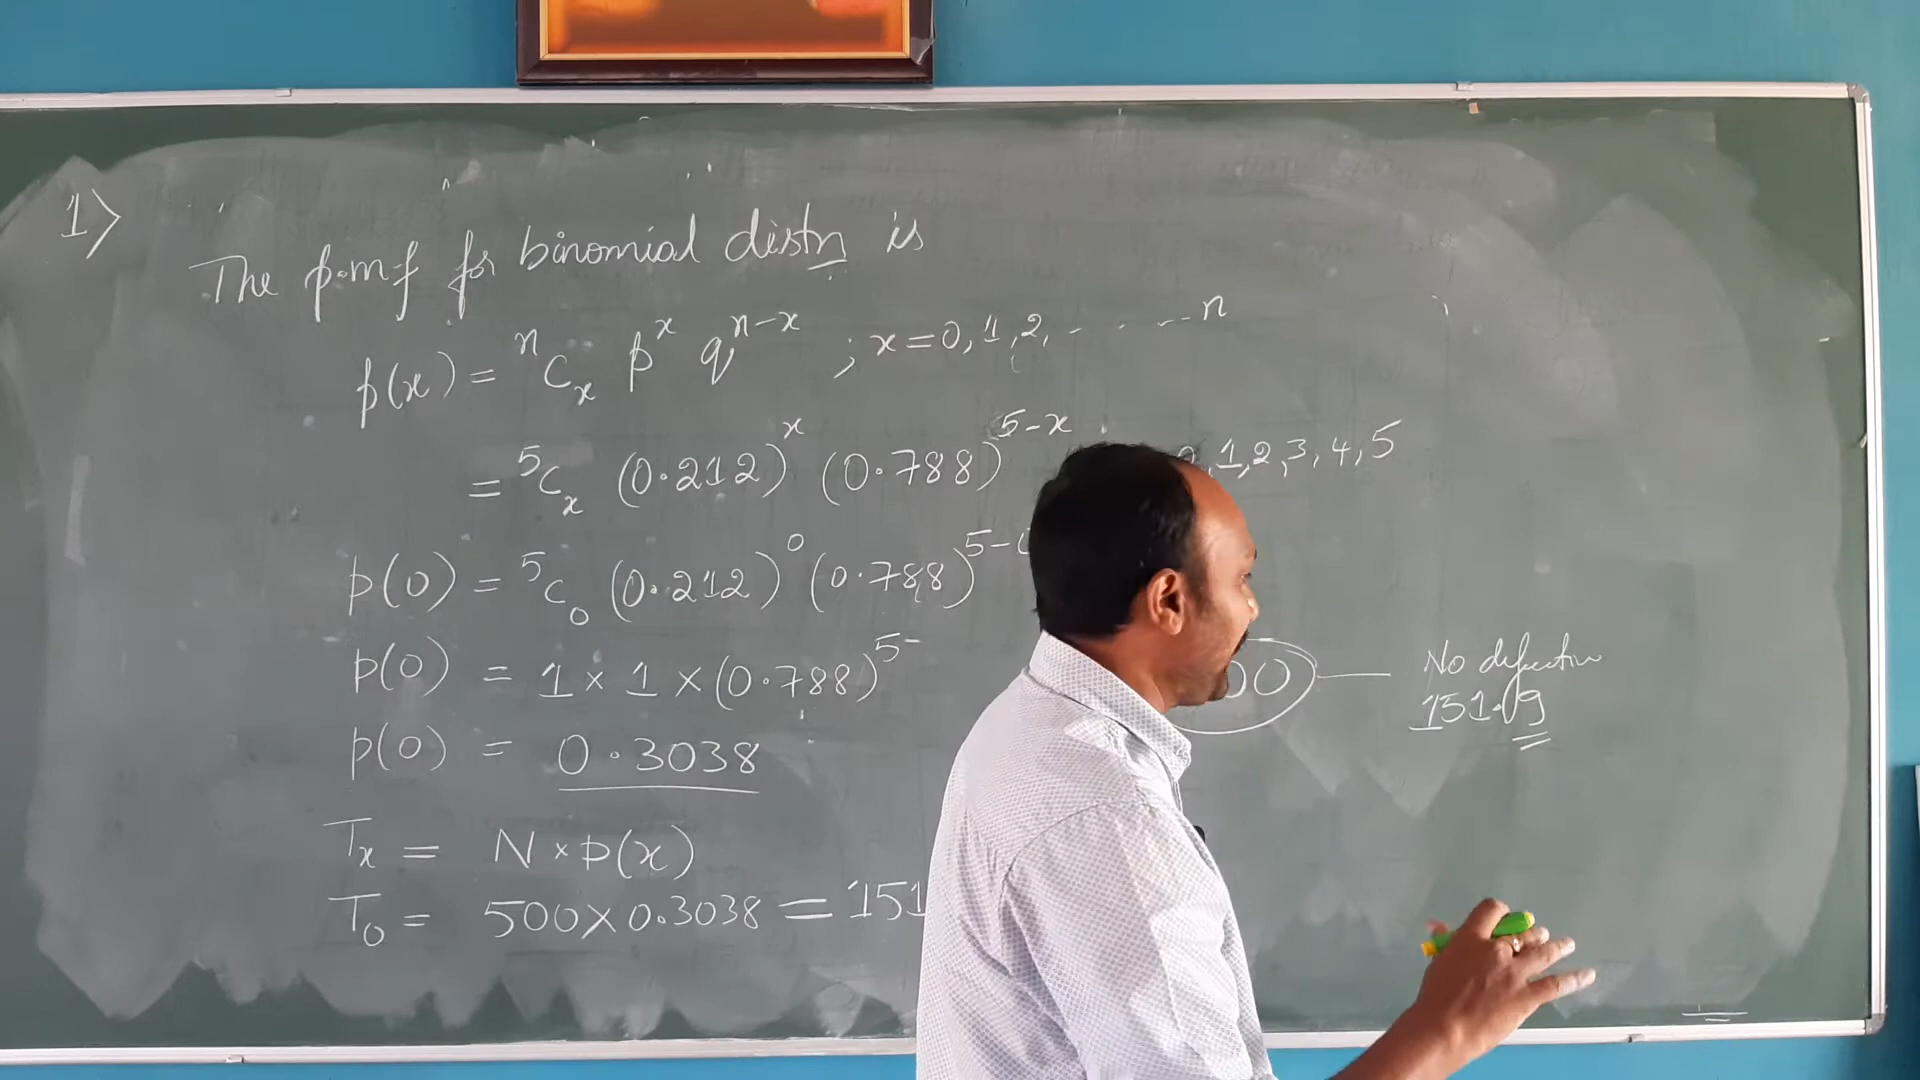 1)
The p.m.f for binomial distn is
p(x) = ⁿCₓ pˣ qⁿ⁻ˣ ; x = 0, 1, 2, - - - - n
= ⁵Cₓ (0.212)ˣ (0.788)⁵⁻ˣ 0, 1, 2, 3, 4, 5
p(0) = ⁵C₀ (0.212)⁰ (0.788)⁵⁻
p(0) = 1 × 1 × (0.788)⁵⁻
p(0) = 0.3038
Tₓ = N × p(x)
T₀ = 500 × 0.3038 = 151
00 — No defective
151.9